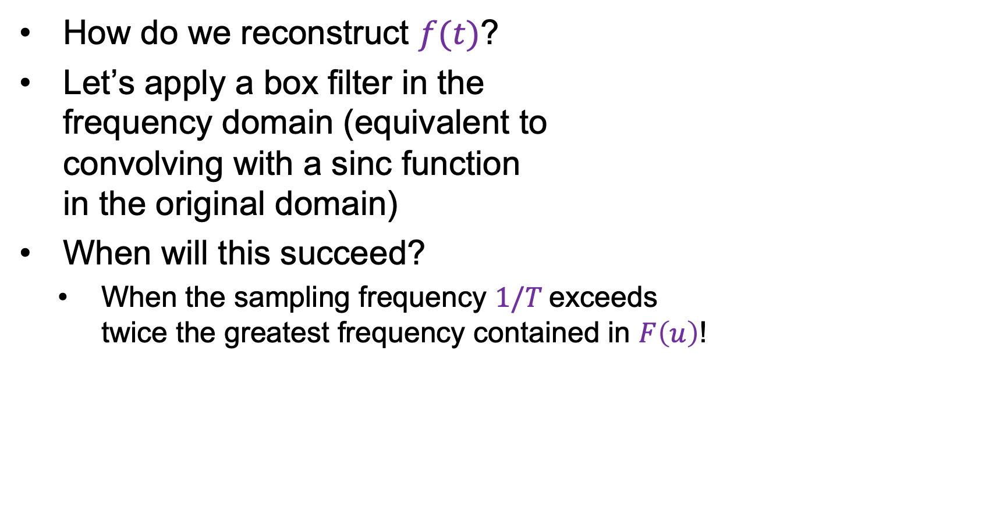 • How do we reconstruct f(t)?
• Let’s apply a box filter in the
frequency domain (equivalent to
convolving with a sinc function
in the original domain)
• When will this succeed?
• When the sampling frequency 1/T exceeds
twice the greatest frequency contained in F(u)!